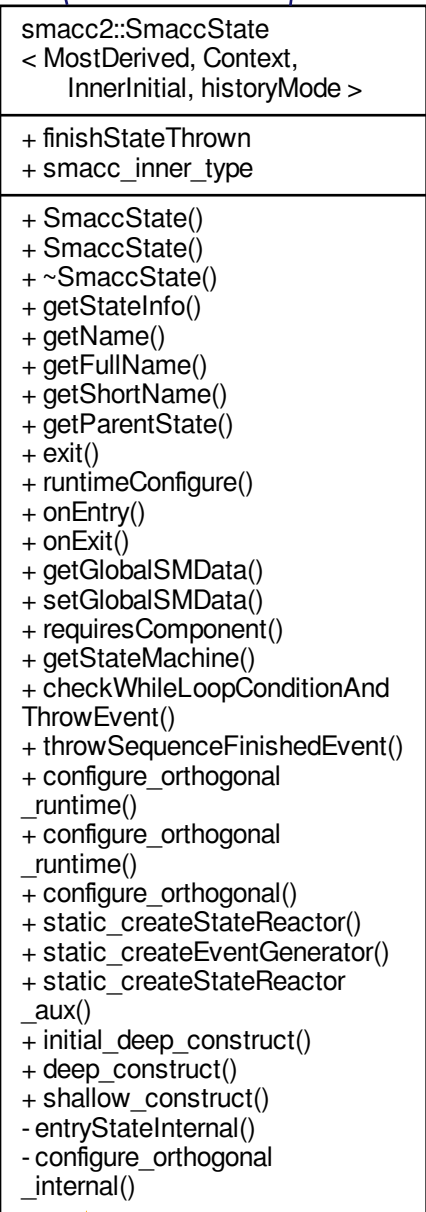 smacc2::SmaccState
< MostDerived, Context,
InnerInitial, historyMode >
+ finishStateThrown
+ smacc_inner_type
+ SmaccState()
+ SmaccState()
+ ~SmaccState()
+ getStateInfo()
+ getName()
+ getFullName()
+ getShortName()
+ getParentState()
+ exit()
+ runtimeConfigure()
+ onEntry()
+ onExit()
+ getGlobalSMData()
+ setGlobalSMData()
+ requiresComponent()
+ getStateMachine()
+ checkWhileLoopConditionAnd
ThrowEvent()
+ throwSequenceFinishedEvent()
+ configure_orthogonal
_runtime()
+ configure_orthogonal
_runtime()
+ configure_orthogonal()
+ static_createStateReactor()
+ static_createEventGenerator()
+ static_createStateReactor
_aux()
+ initial_deep_construct()
+ deep_construct()
+ shallow_construct()
- entryStateInternal()
- configure_orthogonal
_internal()